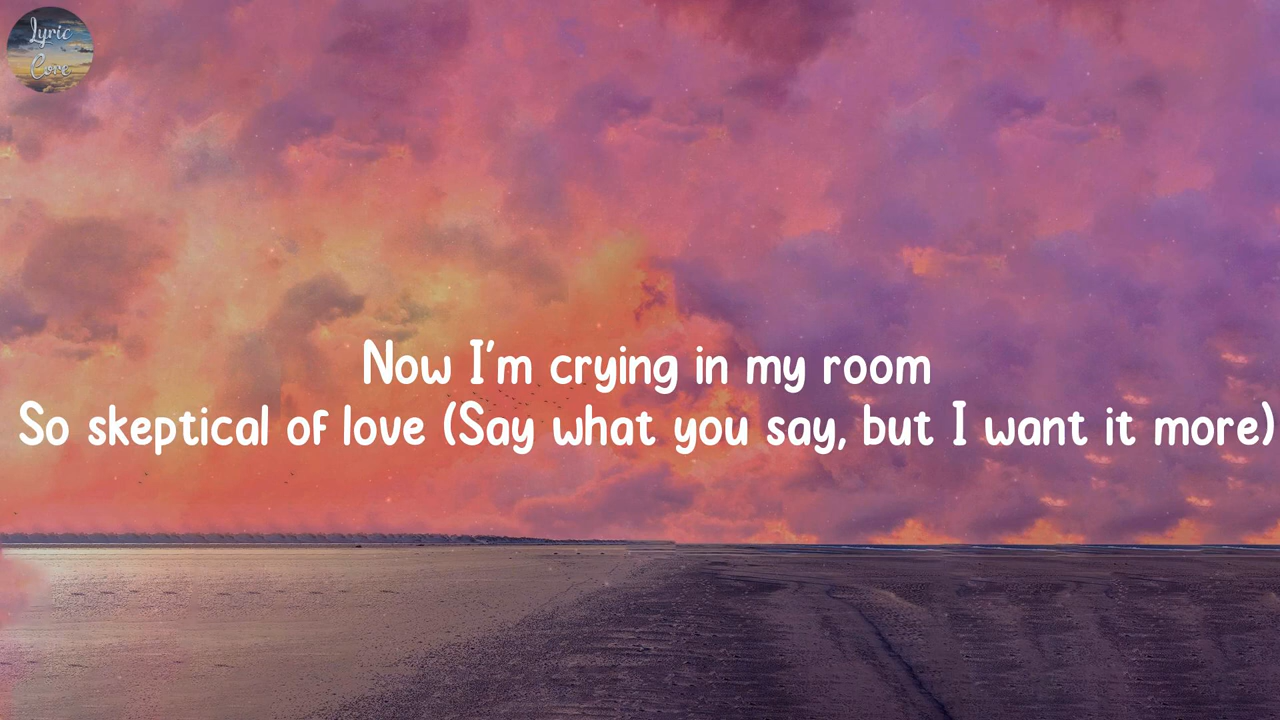 Lyric
Core
Now I'm crying in my room
So skeptical of love (Say what you say, but I want it more)